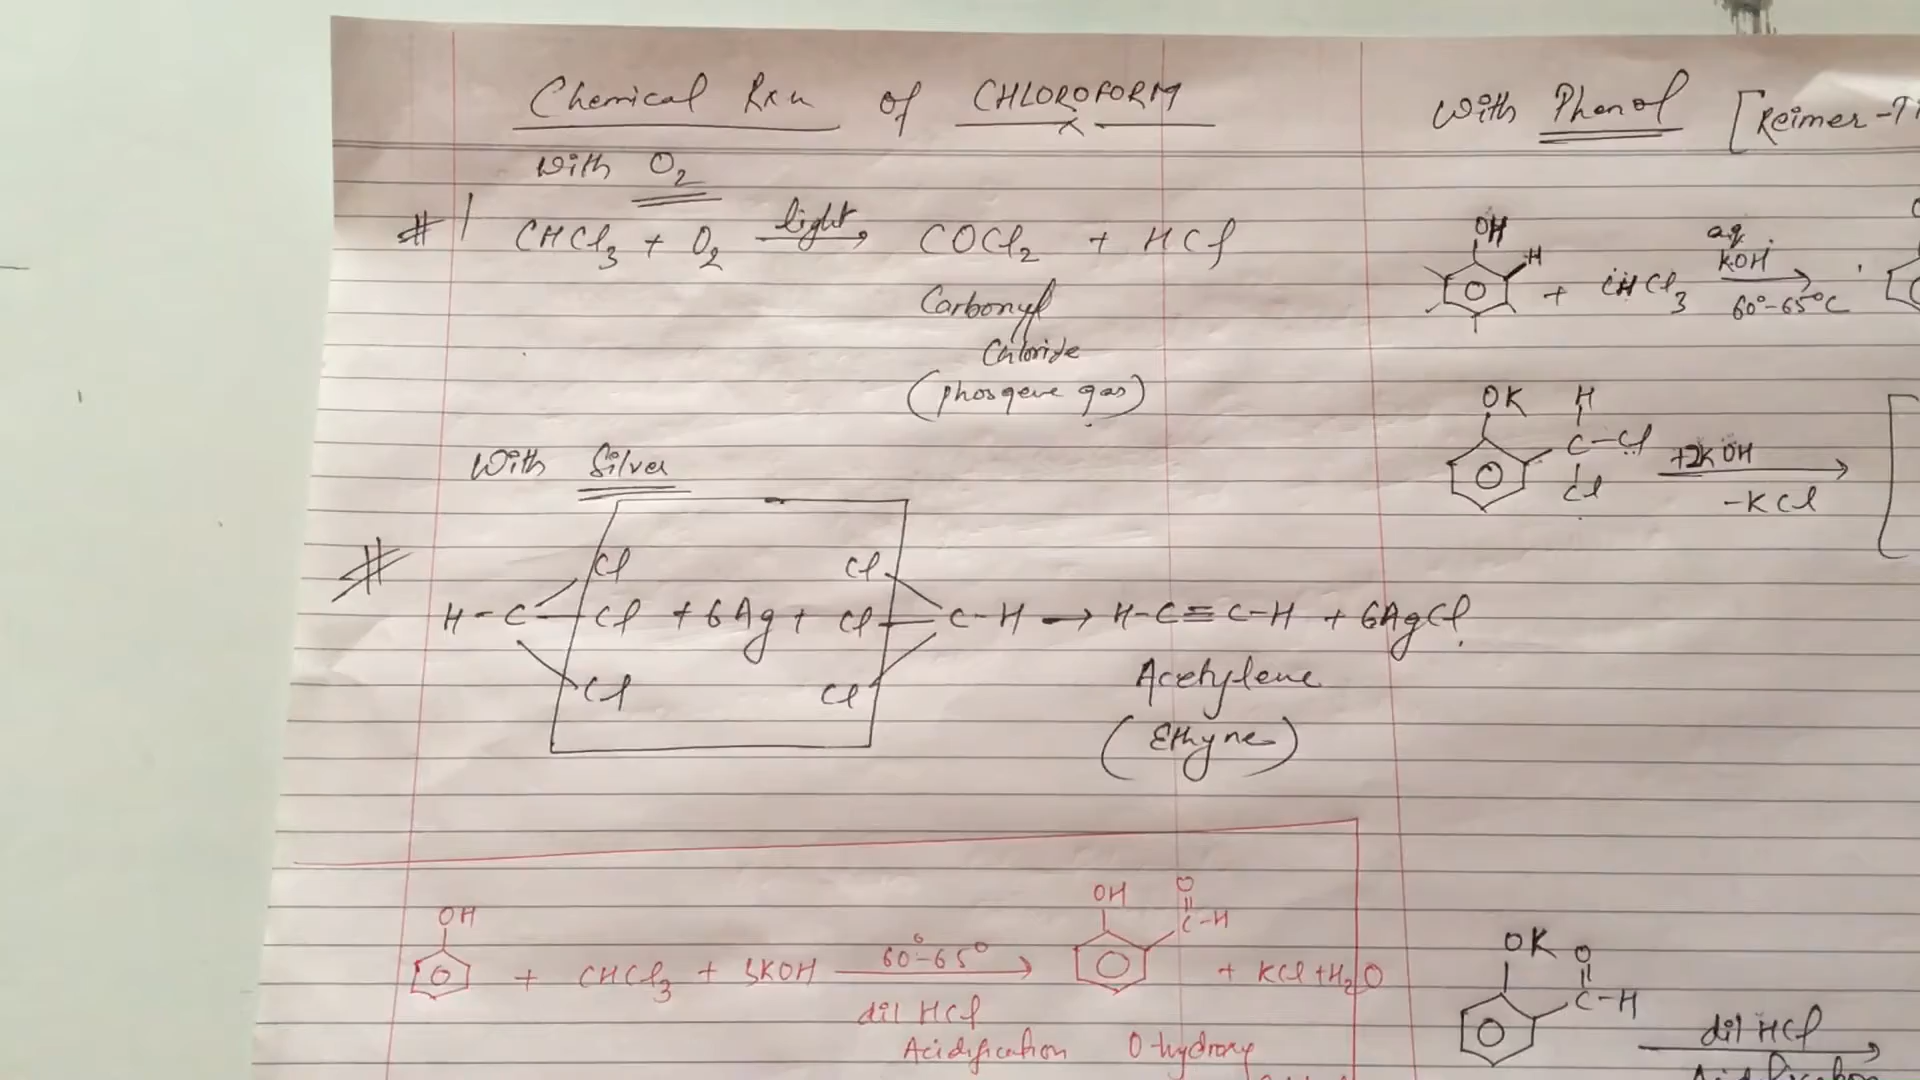 Chemical Rxn of CHLOROFORM
With O2
# 1 CHCl3 + O2 light → COCl2 + HCl
Carbonyl
Chloride
(phosgene gas)
With Silver
#
Cl Cl
H-C-Cl + 6Ag + Cl-C-H → H-C≡C-H + 6AgCl.
Cl Cl
Acetylene
(Ethyne)
OH OH O
C-H
+ CHCl3 + 3KOH 60°-65° → + KCl + H2O
dil HCl
Acidification O-hydroxy
With Phenol [Reimer-Ti
OH
H aq.
+ CHCl3 KOH →
60°-65°C
OK H
C-Cl +2KOH →
Cl -KCl
OK O
C-H
dil HCl →